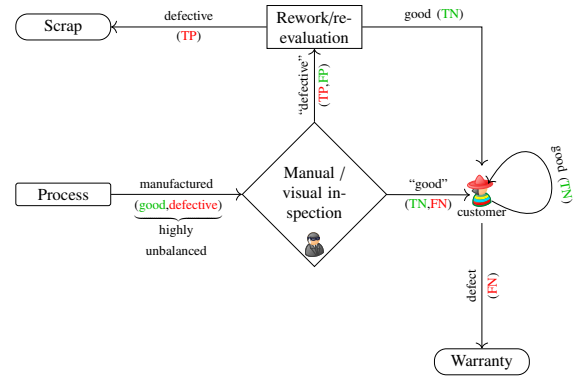 Scrap
defective
(TP)
Rework/re-
evaluation
good (TN)
"defective"
(TP,FP)
Process
manufactured
(good,defective)
highly
unbalanced
Manual /
visual in-
spection
"good"
(TN,FN)
customer
good (TN)
defect
(FN)
Warranty